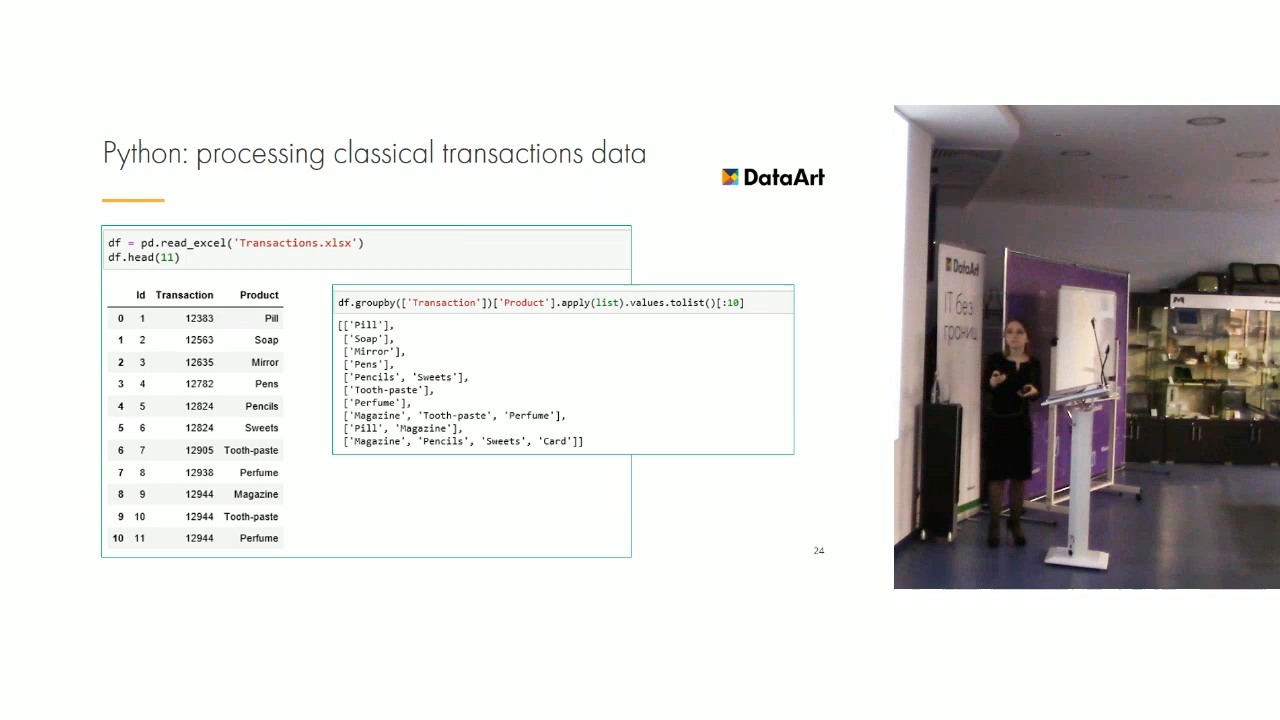 Python: processing classical transactions data
DataArt
df = pd.read_excel('Transactions.xlsx')
df.head(11)
Id Transaction Product
0 1 12383 Pill
1 2 12563 Soap
2 3 12635 Mirror
3 4 12782 Pens
4 5 12824 Pencils
5 6 12824 Sweets
6 7 12905 Tooth-paste
7 8 12938 Perfume
8 9 12944 Magazine
9 10 12944 Tooth-paste
10 11 12944 Perfume
df.groupby(['Transaction'])['Product'].apply(list).values.tolist()[:10]
[['Pill'],
['Soap'],
['Mirror'],
['Pens'],
['Pencils', 'Sweets'],
['Tooth-paste'],
['Perfume'],
['Magazine', 'Tooth-paste', 'Perfume'],
['Pill', 'Magazine'],
['Magazine', 'Pencils', 'Sweets', 'Card']]
24
DataArt
IT без
границ